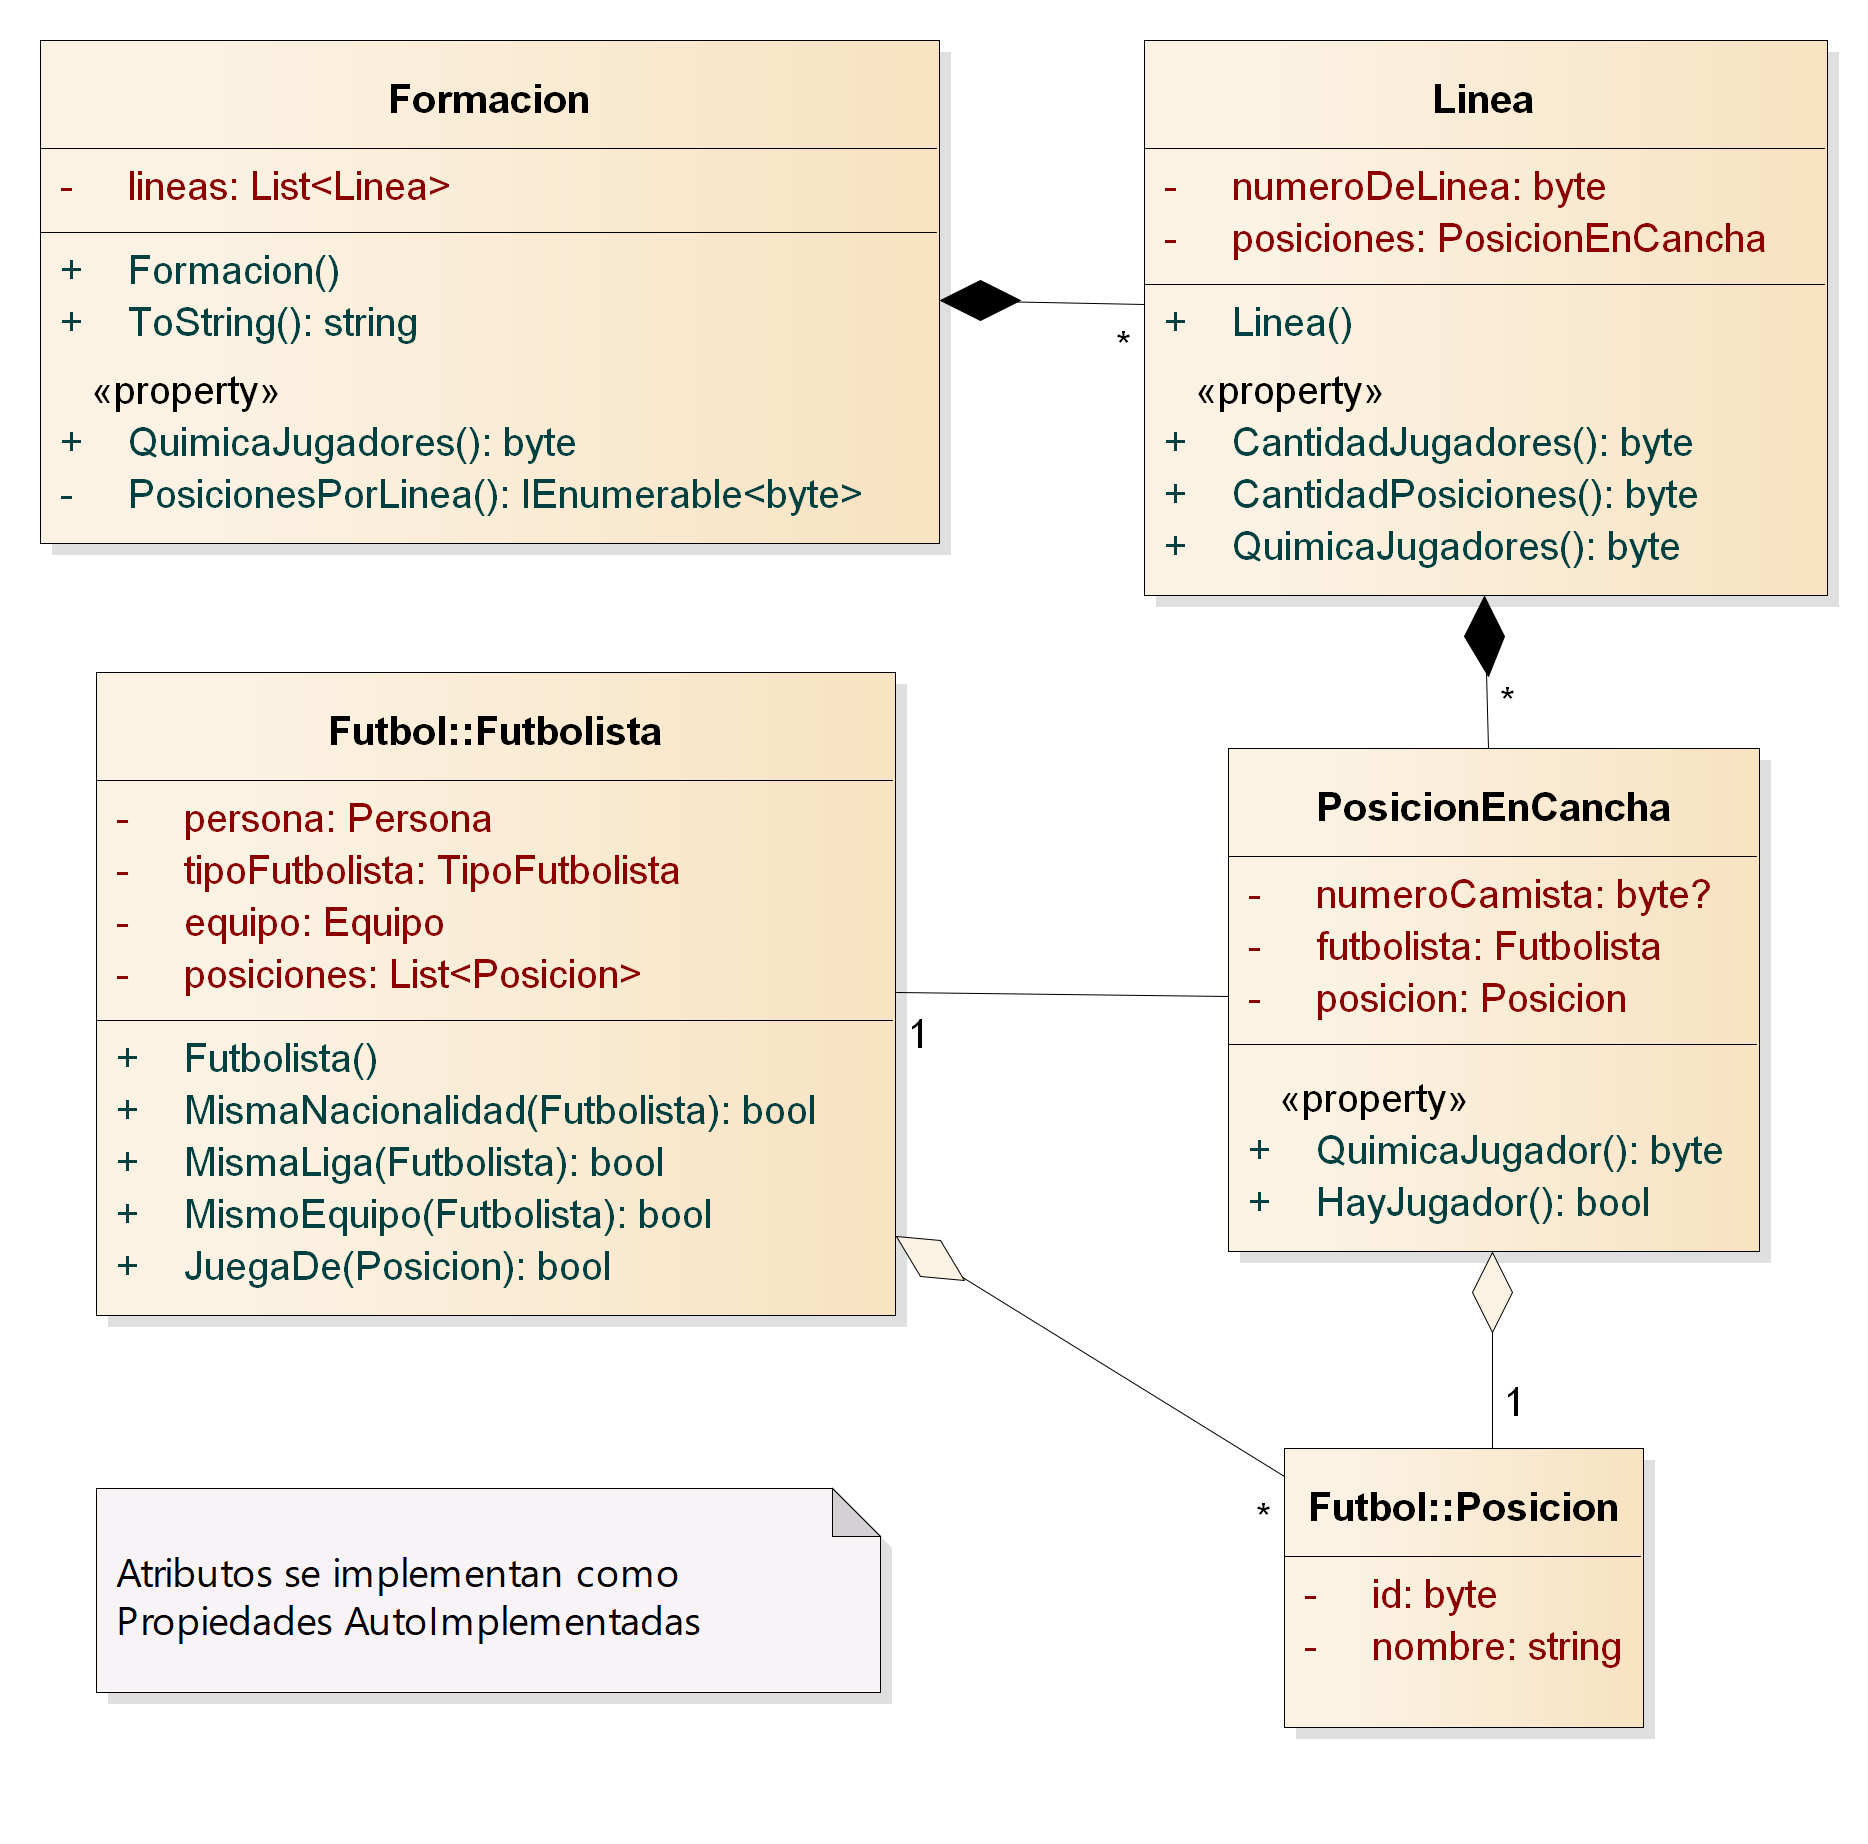 Formacion
- lineas: List<Linea>
+ Formacion()
+ ToString(): string
«property»
+ QuimicaJugadores(): byte
- PosicionesPorLinea(): IEnumerable<byte>
*
Linea
- numeroDeLinea: byte
- posiciones: PosicionEnCancha
+ Linea()
«property»
+ CantidadJugadores(): byte
+ CantidadPosiciones(): byte
+ QuimicaJugadores(): byte
*
Futbol::Futbolista
- persona: Persona
- tipoFutbolista: TipoFutbolista
- equipo: Equipo
- posiciones: List<Posicion>
+ Futbolista()
+ MismaNacionalidad(Futbolista): bool
+ MismaLiga(Futbolista): bool
+ MismoEquipo(Futbolista): bool
+ JuegaDe(Posicion): bool
1
PosicionEnCancha
- numeroCamista: byte?
- futbolista: Futbolista
- posicion: Posicion
«property»
+ QuimicaJugador(): byte
+ HayJugador(): bool
1
*
Futbol::Posicion
- id: byte
- nombre: string
Atributos se implementan como
Propiedades AutoImplementadas